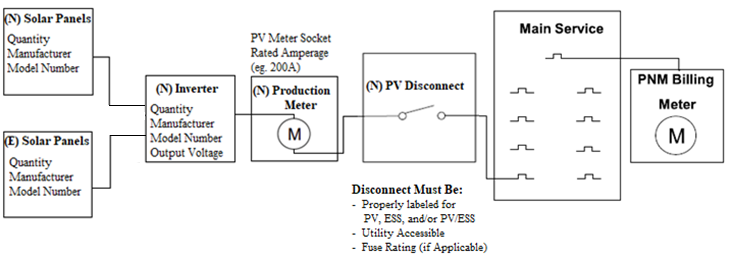 (N) Solar Panels
Quantity
Manufacturer
Model Number
(E) Solar Panels
Quantity
Manufacturer
Model Number
(N) Inverter
Quantity
Manufacturer
Model Number
Output Voltage
PV Meter Socket
Rated Amperage
(eg. 200A)
(N) Production
Meter
M
(N) PV Disconnect
Disconnect Must Be:
- Properly labeled for
PV, ESS, and/or PV/ESS
- Utility Accessible
- Fuse Rating (if Applicable)
Main Service
PNM Billing
Meter
M